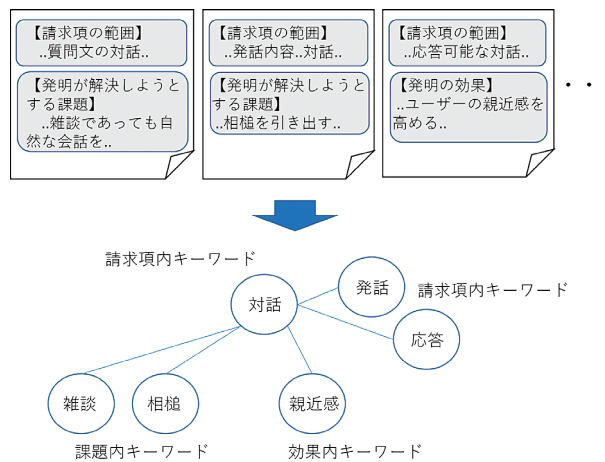 【請求項の範囲】
..質問文の対話..
【発明が解決しようと
する課題】
..雑談であっても自
然な会話を..
【請求項の範囲】
..発話内容..対話..
【発明が解決しようと
する課題】
..相槌を引き出す..
【請求項の範囲】
..応答可能な対話..
【発明の効果】
..ユーザーの親近感を
高める..
・・
請求項内キーワード
対話
発話
請求項内キーワード
応答
雑談
相槌
親近感
課題内キーワード
効果内キーワード